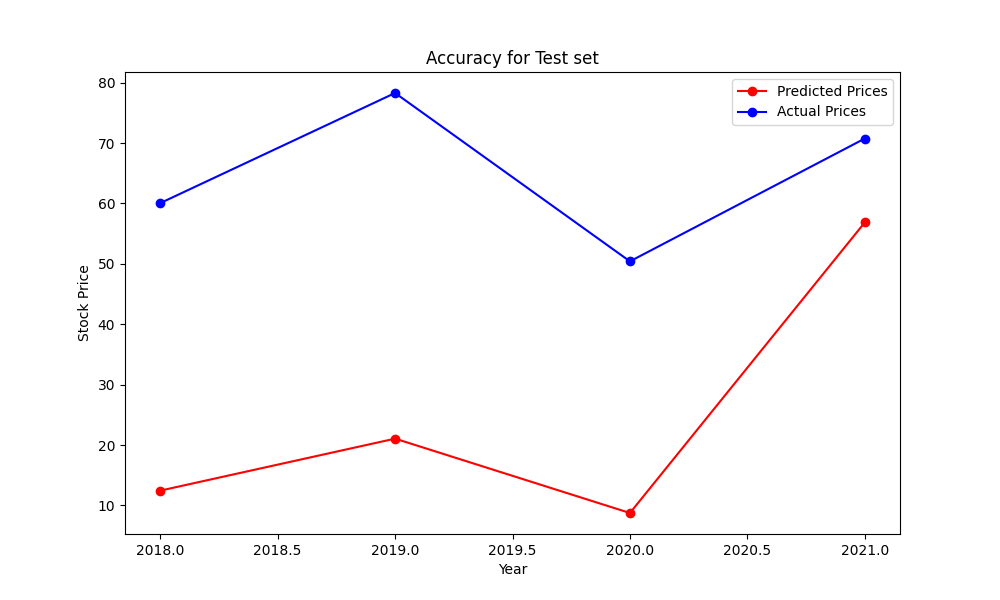 Accuracy for Test set
Predicted Prices
Actual Prices
80
70
60
50
40
30
20
10
Stock Price
2018.0 2018.5 2019.0 2019.5 2020.0 2020.5 2021.0
Year